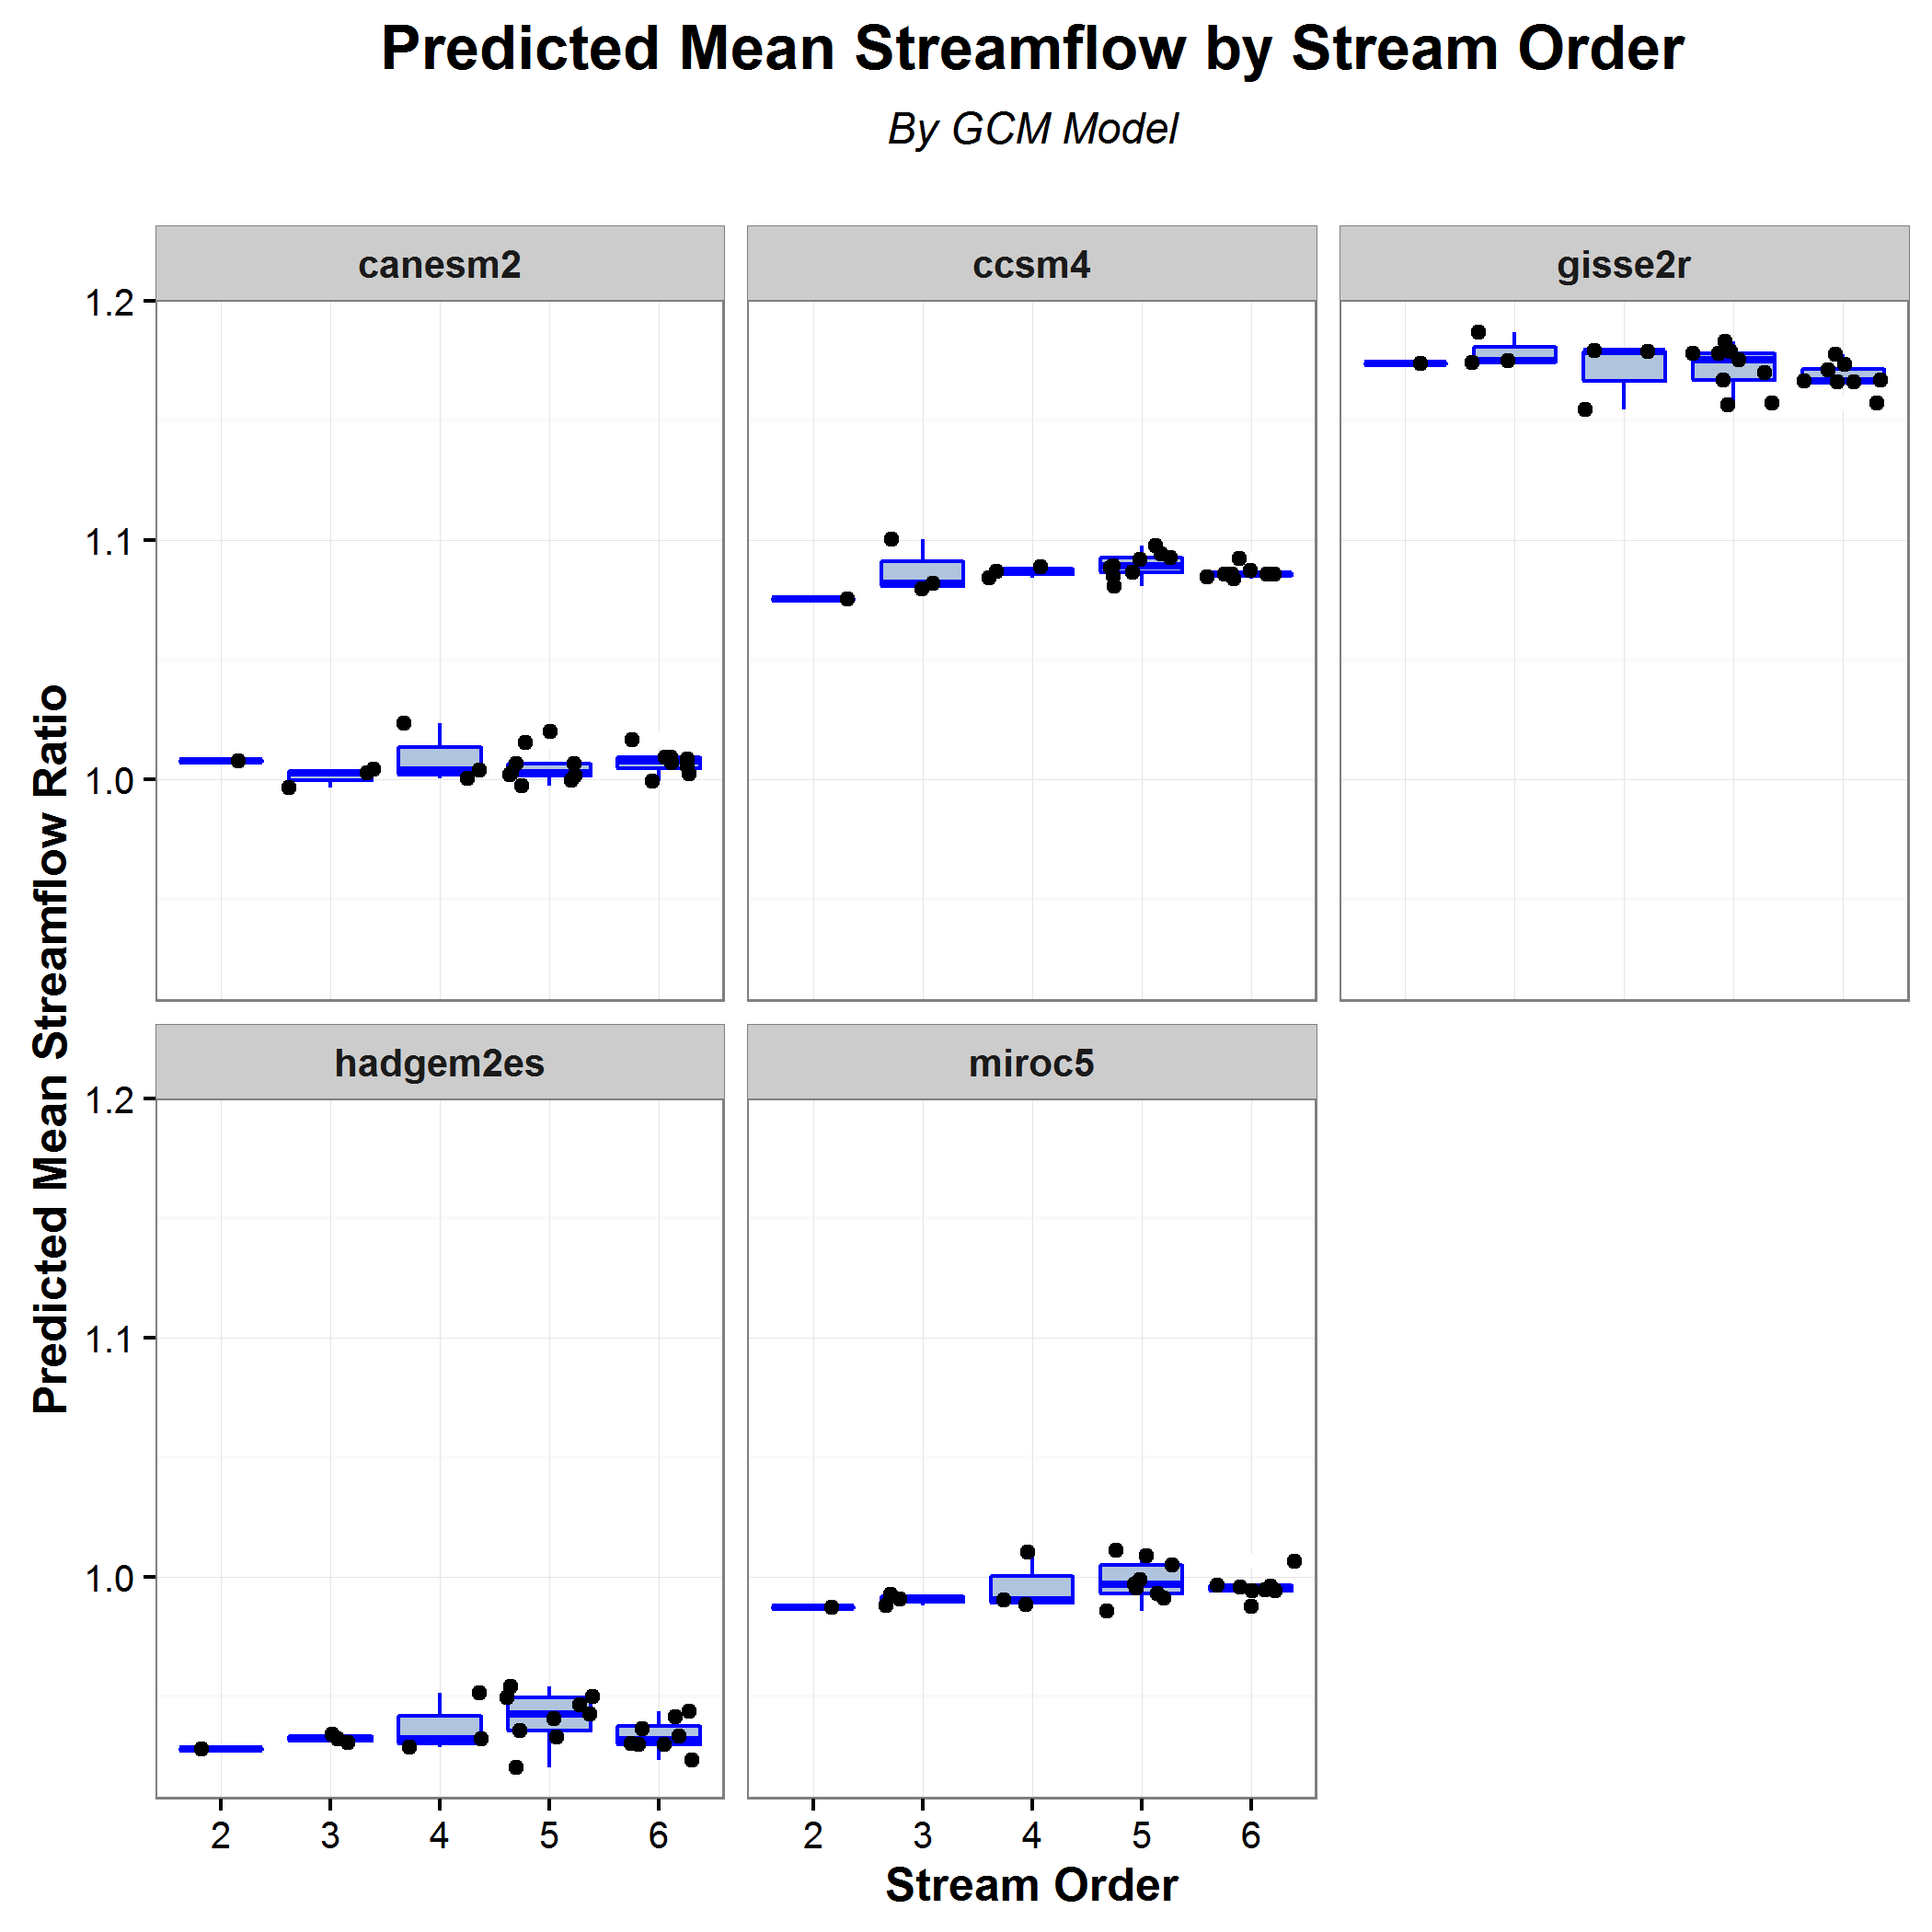 Predicted Mean Streamflow by Stream Order
By GCM Model
canesm2
ccsm4
gisse2r
1.2
1.1
1.0
Predicted Mean Streamflow Ratio
hadgem2es
miroc5
1.2
1.1
1.0
2 3 4 5 6
2 3 4 5 6
Stream Order